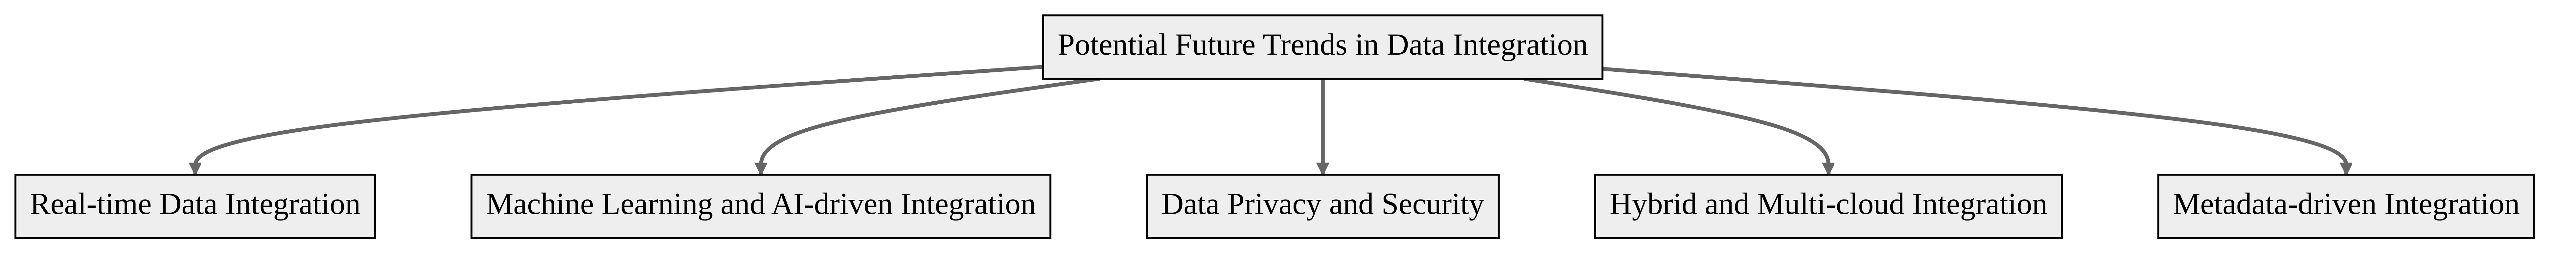 Potential Future Trends in Data Integration
Real-time Data Integration
Machine Learning and AI-driven Integration
Data Privacy and Security
Hybrid and Multi-cloud Integration
Metadata-driven Integration